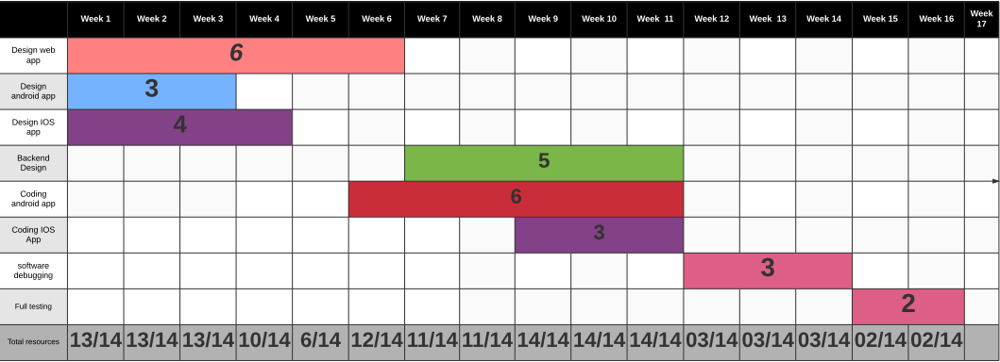 Week 1 Week 2 Week 3 Week 4 Week 5 Week 6 Week 7 Week 8 Week 9 Week 10 Week 11 Week 12 Week 13 Week 14 Week 15 Week 16 Week
17
Design web
app
6
Design
android app
3
Design IOS
app
4
Backend
Design
5
Coding
android app
6
Coding IOS
App
3
software
debugging
3
Full testing
2
Total resources 13/14 13/14 13/14 10/14 6/14 12/14 11/14 11/14 14/14 14/14 14/14 03/14 03/14 03/14 02/14 02/14